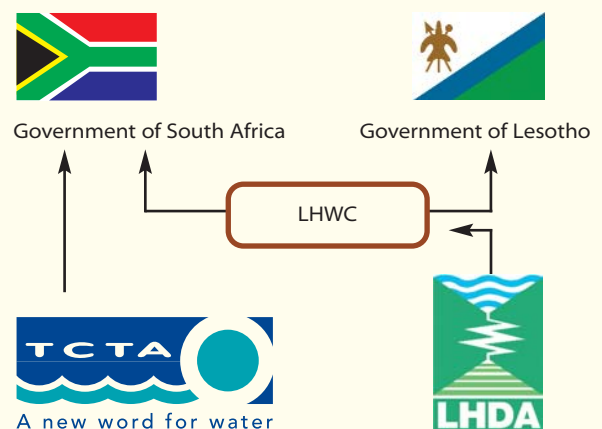 Government of South Africa
Government of Lesotho
LHWC
TCTA
A new word for water
LHDA